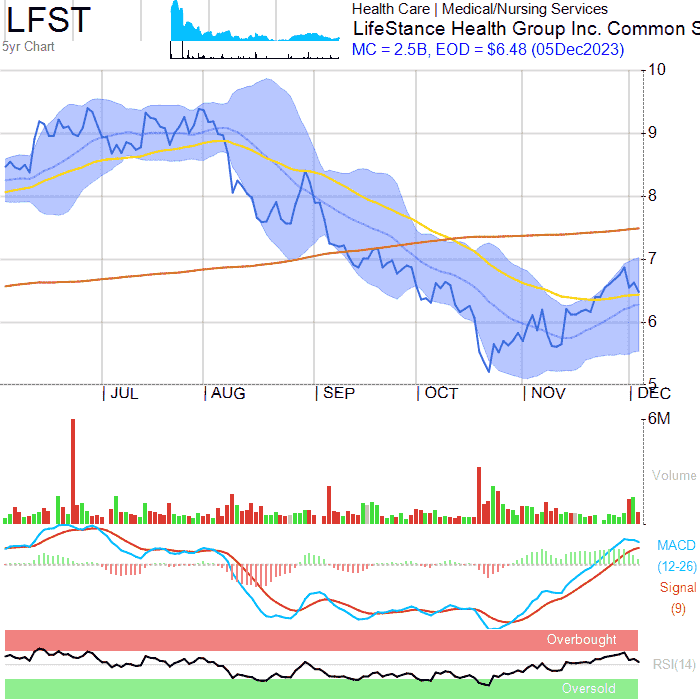 LFST
5yr Chart
Health Care | Medical/Nursing Services
LifeStance Health Group Inc. Common S
MC = 2.5B, EOD = $6.48 (05Dec2023)
10
9
8
7
6
5
JUL AUG SEP OCT NOV DEC
6M
Volume
MACD
(12-26)
Signal
(9)
Overbought
RSI(14)
Oversold